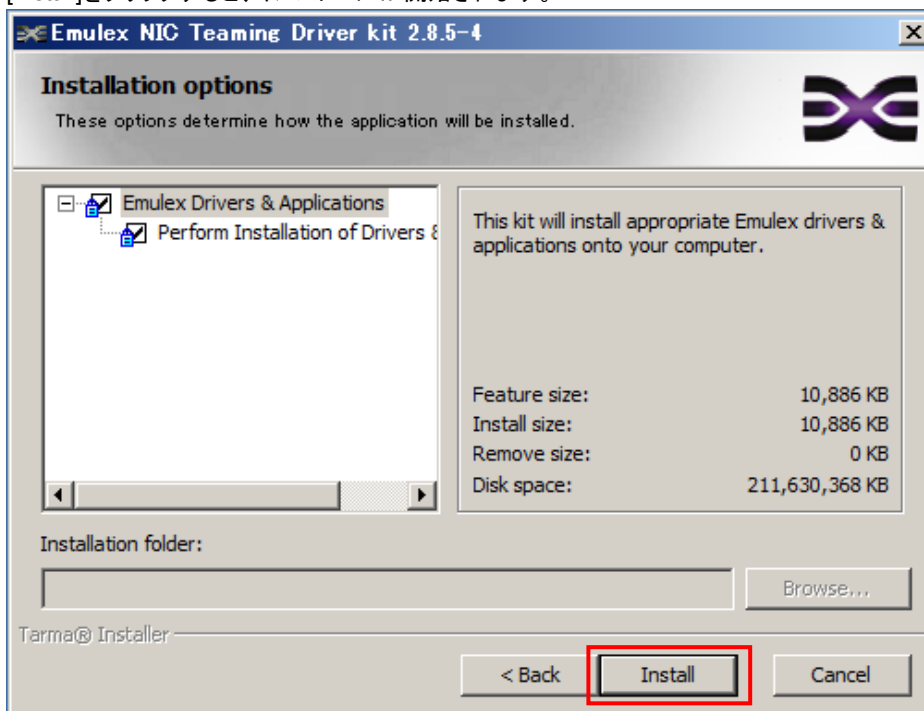 Emulex NIC Teaming Driver kit 2.8.5-4
Installation options
These options determine how the application will be installed.
Emulex Drivers & Applications
Perform Installation of Drivers &
This kit will install appropriate Emulex drivers &
applications onto your computer.
Feature size: 10,886 KB
Install size: 10,886 KB
Remove size: 0 KB
Disk space: 211,630,368 KB
Installation folder:
Browse...
Tarma® Installer
< Back Install Cancel